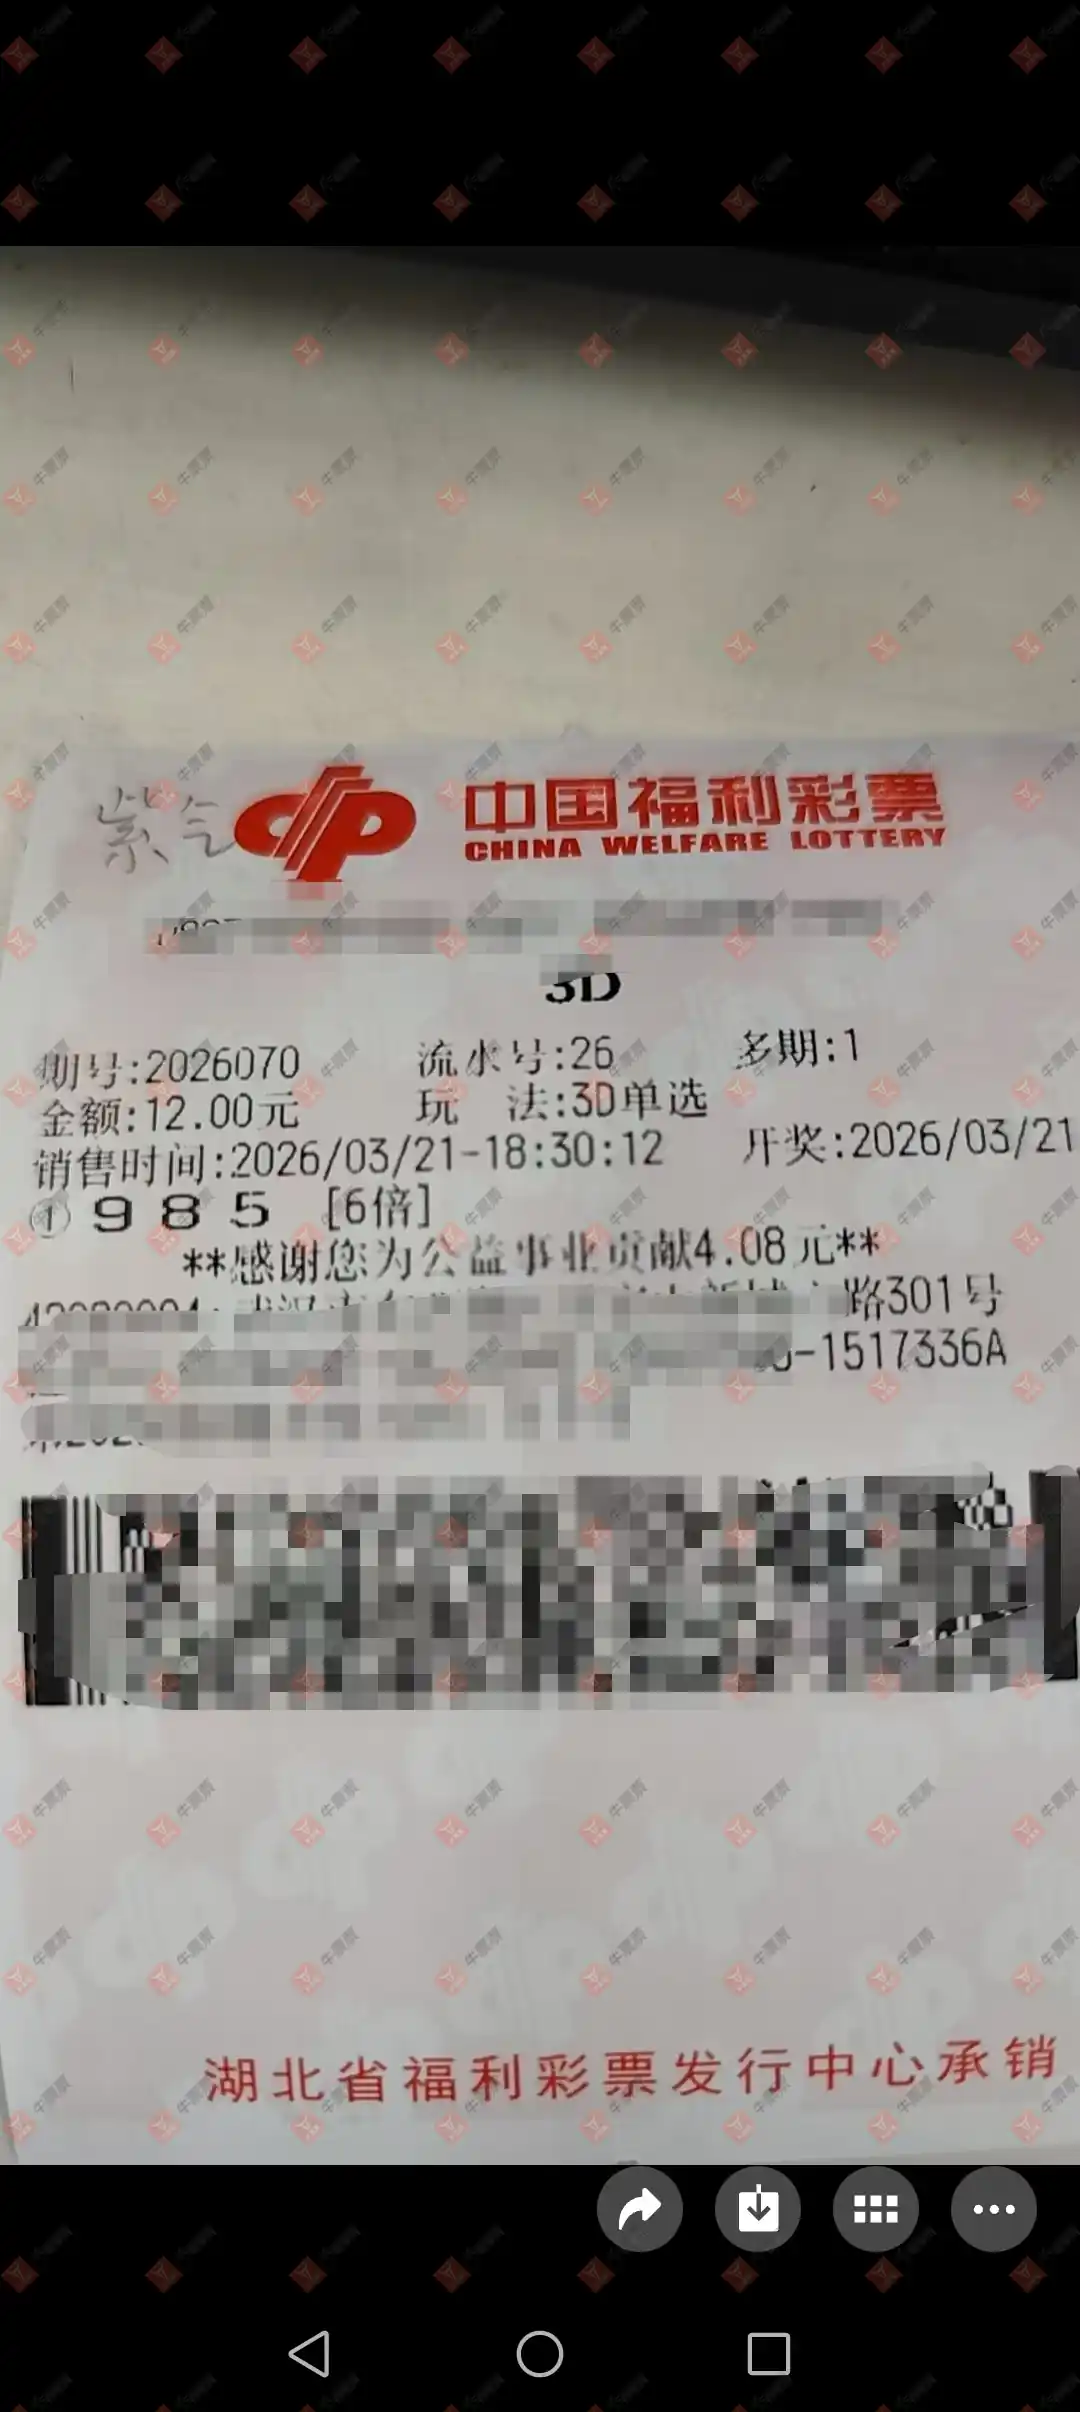 紫气
中国福利彩票
CHINA WELFARE LOTTERY
3D
期号:2026070 流水号:26 多期:1
金额:12.00元 玩 法:3D单选
销售时间:2026/03/21-18:30:12 开奖:2026/03/21
① 9 8 5 [6倍]
**感谢您为公益事业贡献4.08元**
路301号
-1517336A
湖北省福利彩票发行中心承销
牛票票